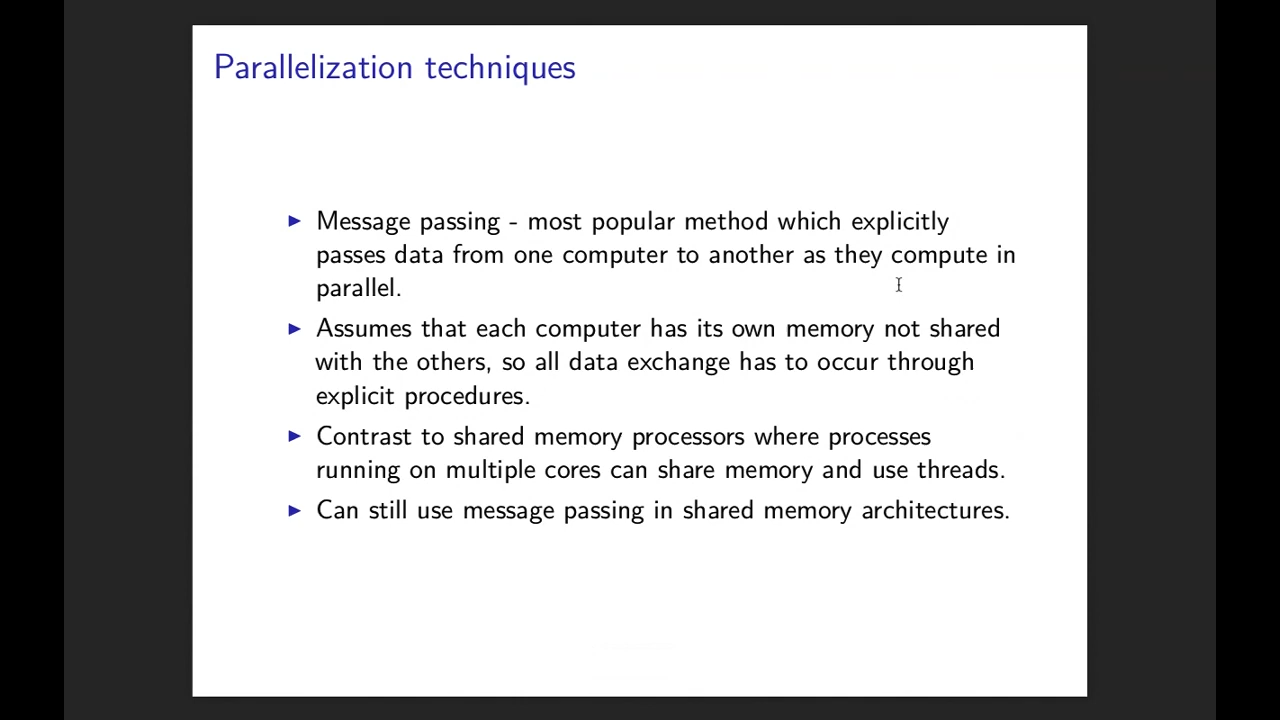 Parallelization techniques
▶ Message passing - most popular method which explicitly
passes data from one computer to another as they compute in
parallel.
▶ Assumes that each computer has its own memory not shared
with the others, so all data exchange has to occur through
explicit procedures.
▶ Contrast to shared memory processors where processes
running on multiple cores can share memory and use threads.
▶ Can still use message passing in shared memory architectures.